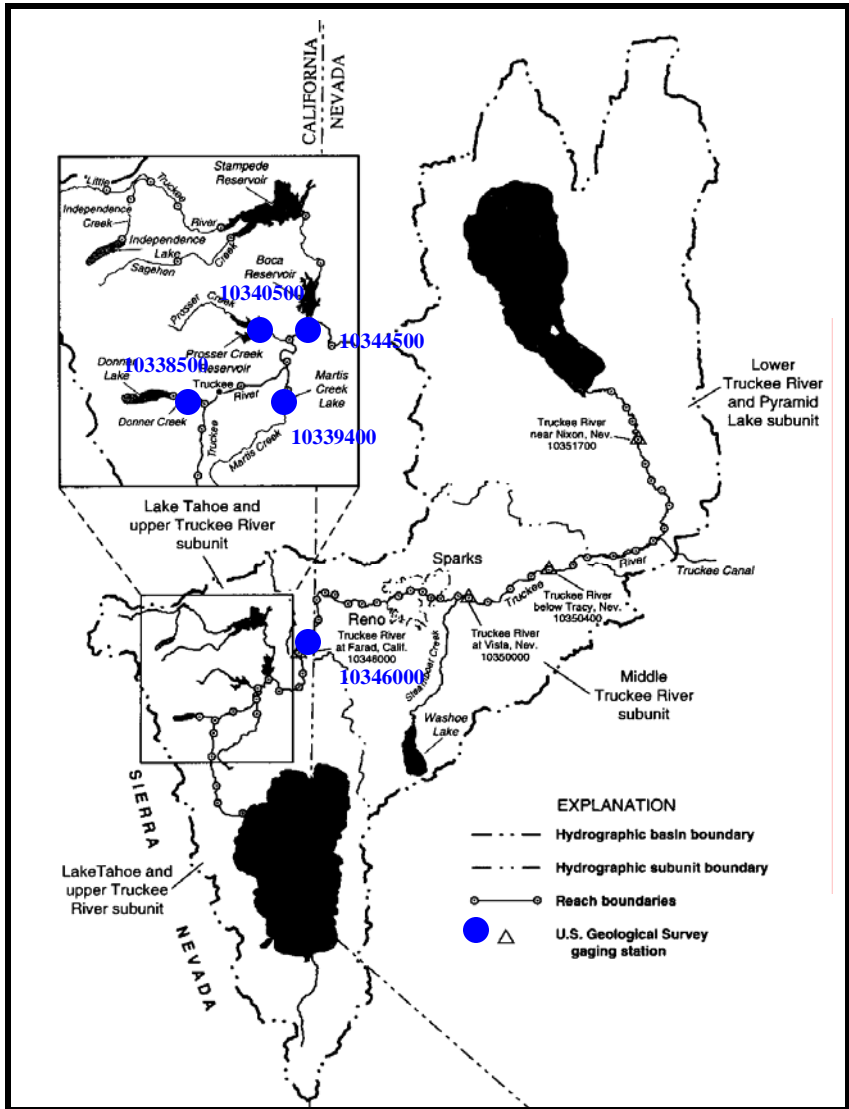 CALIFORNIA
NEVADA
Stampede
Reservoir
Little
Truckee
River
Independence
Creek
Independence
Lake
Sagehen
Creek
Boca
Reservoir
10340500
Prosser Creek
10344500
Prosser Creek
Reservoir
10338500
Donner
Lake
Truckee
River
Martis
Creek
Lake
Donner Creek
Truckee
10339400
Martis Creek
Lower
Truckee River
and Pyramid
Lake subunit
Truckee River
near Nixon, Nev.
10351700
Lake Tahoe and
upper Truckee River
subunit
Sparks
Truckee
River
Truckee Canal
Truckee River
below Tracy, Nev.
10350400
Reno
Truckee River
at Farad, Calif.
10346000
Truckee River
at Vista, Nev.
10350000
10346000
Steamboat Creek
Middle
Truckee River
subunit
Washoe
Lake
SIERRA
NEVADA
Lake Tahoe and
upper Truckee
River subunit
EXPLANATION
Hydrographic basin boundary
Hydrographic subunit boundary
Reach boundaries
U.S. Geological Survey
gaging station